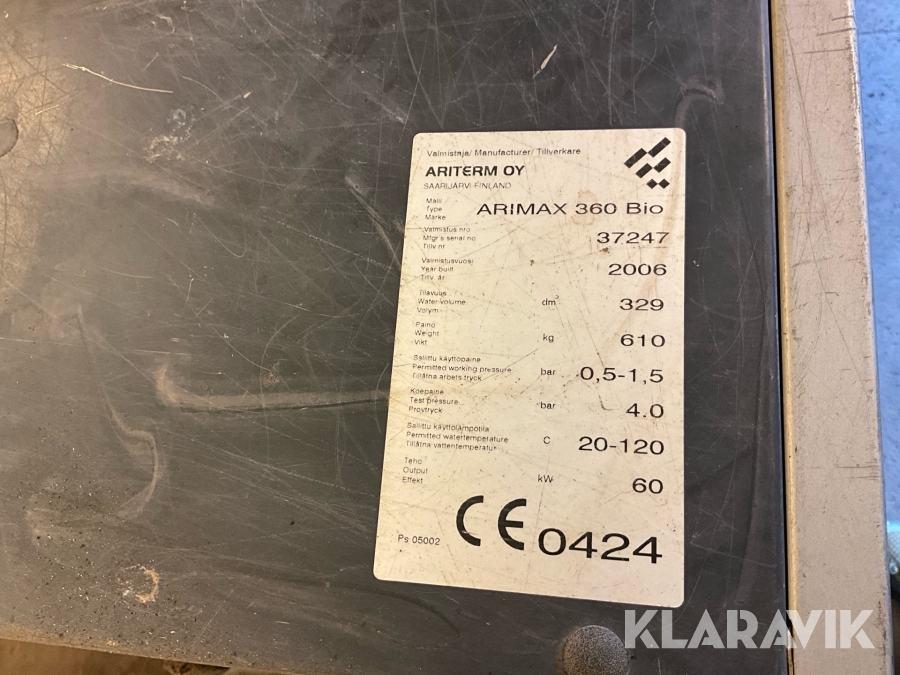 Valmistaja/ Manufacturer/ Tillverkare
ARITERM OY
SAARIJÄRVI FINLAND
Malli
Type
Marke
ARIMAX 360 Bio
Valmistus nro
Mfgr s serial no
Tillv nr
37247
Valmistusvuosi
Year built
Tillv. år
2006
Tilavuus
Water volume
Volym
dm³
329
Paino
Weight
Vikt
kg
610
Sallittu käyttöpaine
Permitted working pressure
Tillåtna arbets tryck
bar
0,5-1,5
Koepaine
Test pressure
Provtryck
bar
4.0
Sallittu käyttölämpötila
Permitted watertemperature
Tillåtna vattentemperatur
C
20-120
Teho
Output
Effekt
kW
60
Ps 05002
CE 0424
KLARAVIK